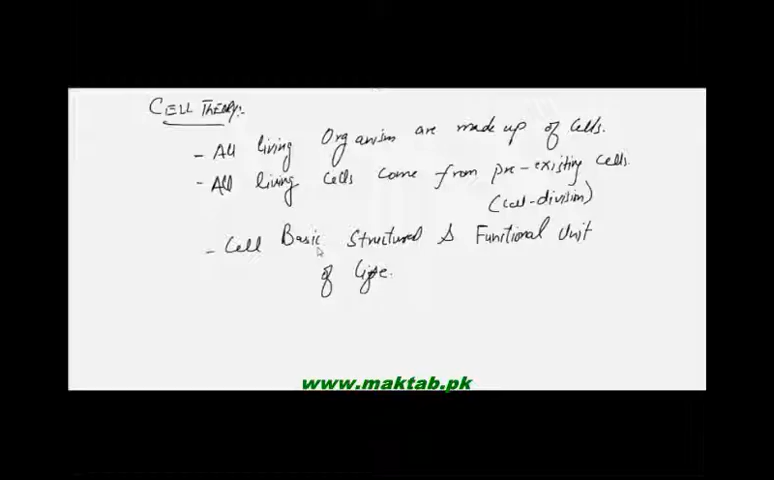 CELL THEORY:-
- All living Organism are made up of Cells.
- All living Cells come from pre-existing Cells.
(cell-division)
- Cell Basic Structured & Functional Unit
of life.
www.maktab.pk